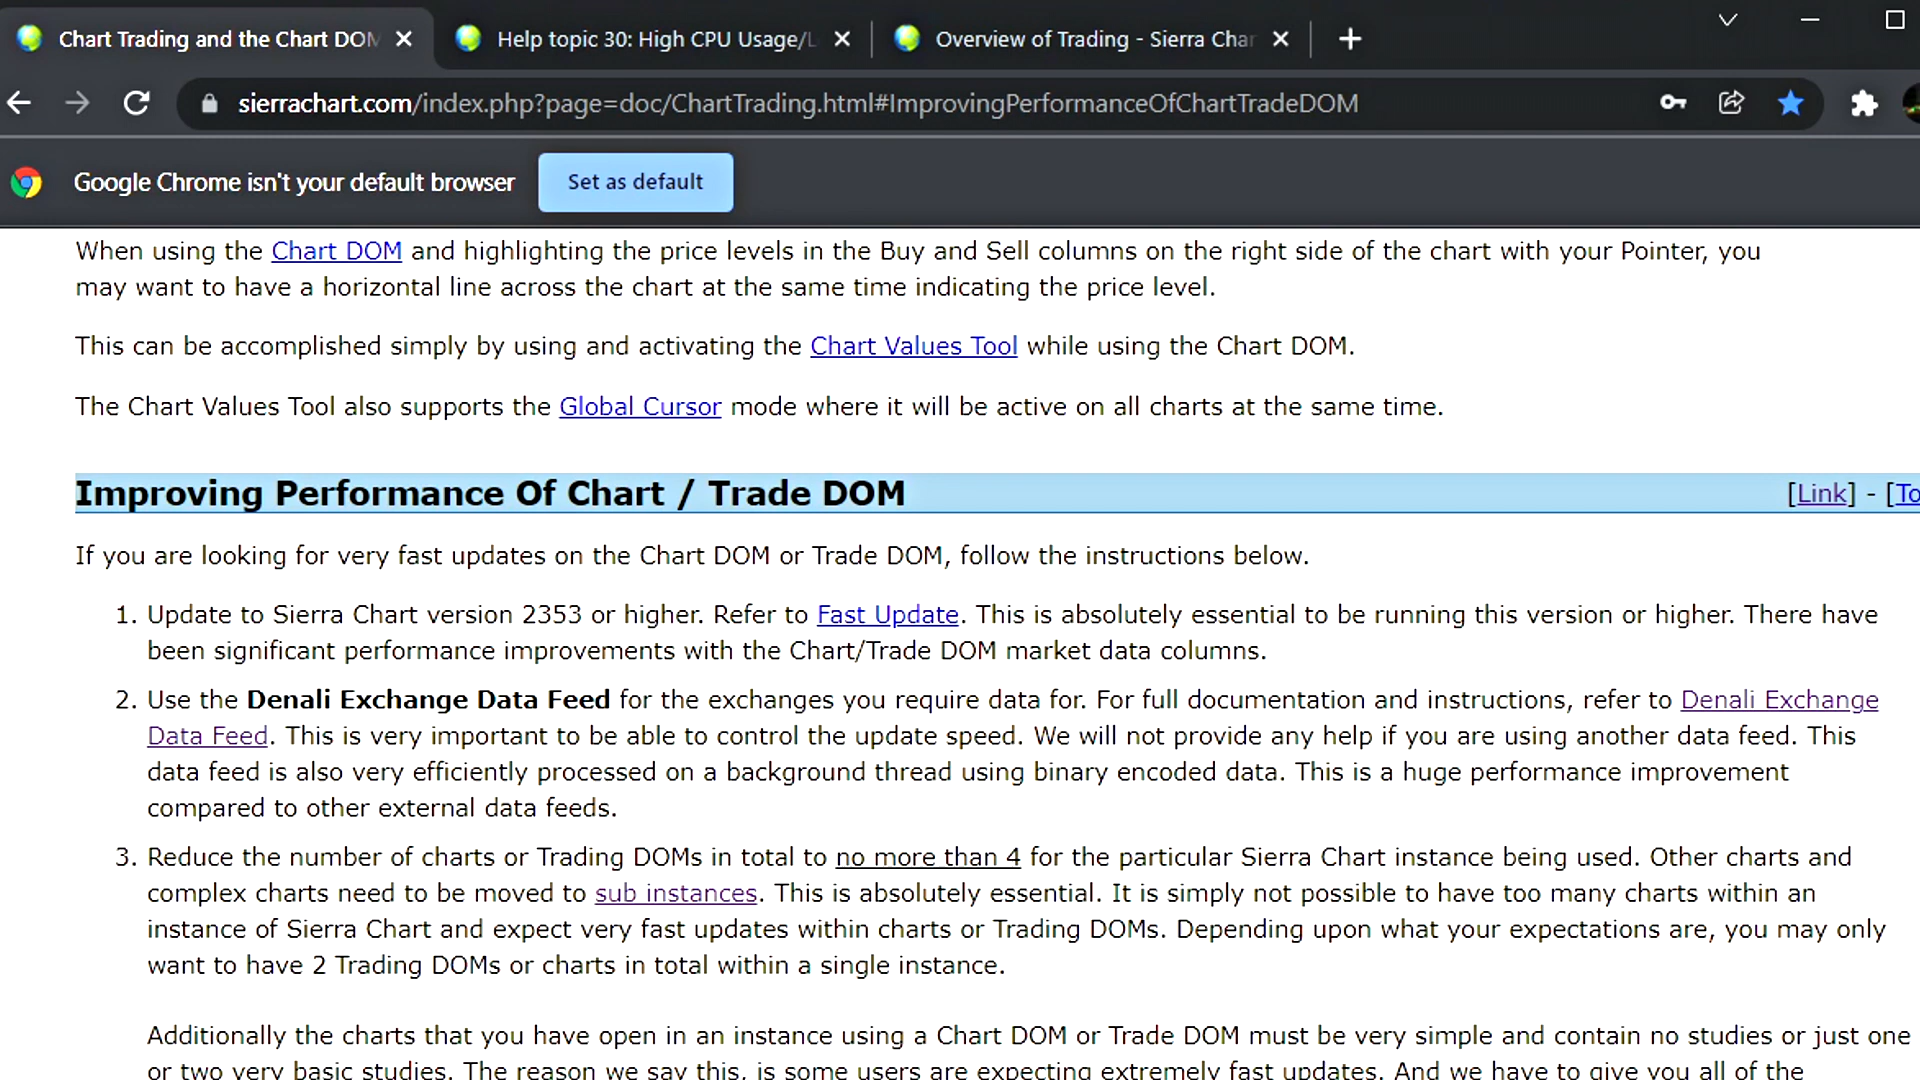 Chart Trading and the Chart DOM
Help topic 30: High CPU Usage/L
Overview of Trading - Sierra Char
sierrachart.com/index.php?page=doc/ChartTrading.html#ImprovingPerformanceOfChartTradeDOM
Google Chrome isn't your default browser
Set as default
When using the Chart DOM and highlighting the price levels in the Buy and Sell columns on the right side of the chart with your Pointer, you
may want to have a horizontal line across the chart at the same time indicating the price level.
This can be accomplished simply by using and activating the Chart Values Tool while using the Chart DOM.
The Chart Values Tool also supports the Global Cursor mode where it will be active on all charts at the same time.
Improving Performance Of Chart / Trade DOM [Link] - [To
If you are looking for very fast updates on the Chart DOM or Trade DOM, follow the instructions below.
1. Update to Sierra Chart version 2353 or higher. Refer to Fast Update. This is absolutely essential to be running this version or higher. There have
been significant performance improvements with the Chart/Trade DOM market data columns.
2. Use the Denali Exchange Data Feed for the exchanges you require data for. For full documentation and instructions, refer to Denali Exchange
Data Feed. This is very important to be able to control the update speed. We will not provide any help if you are using another data feed. This
data feed is also very efficiently processed on a background thread using binary encoded data. This is a huge performance improvement
compared to other external data feeds.
3. Reduce the number of charts or Trading DOMs in total to no more than 4 for the particular Sierra Chart instance being used. Other charts and
complex charts need to be moved to sub instances. This is absolutely essential. It is simply not possible to have too many charts within an
instance of Sierra Chart and expect very fast updates within charts or Trading DOMs. Depending upon what your expectations are, you may only
want to have 2 Trading DOMs or charts in total within a single instance.
Additionally the charts that you have open in an instance using a Chart DOM or Trade DOM must be very simple and contain no studies or just one
or two very basic studies. The reason we say this, is some users are expecting extremely fast updates. And we have to give you all of the